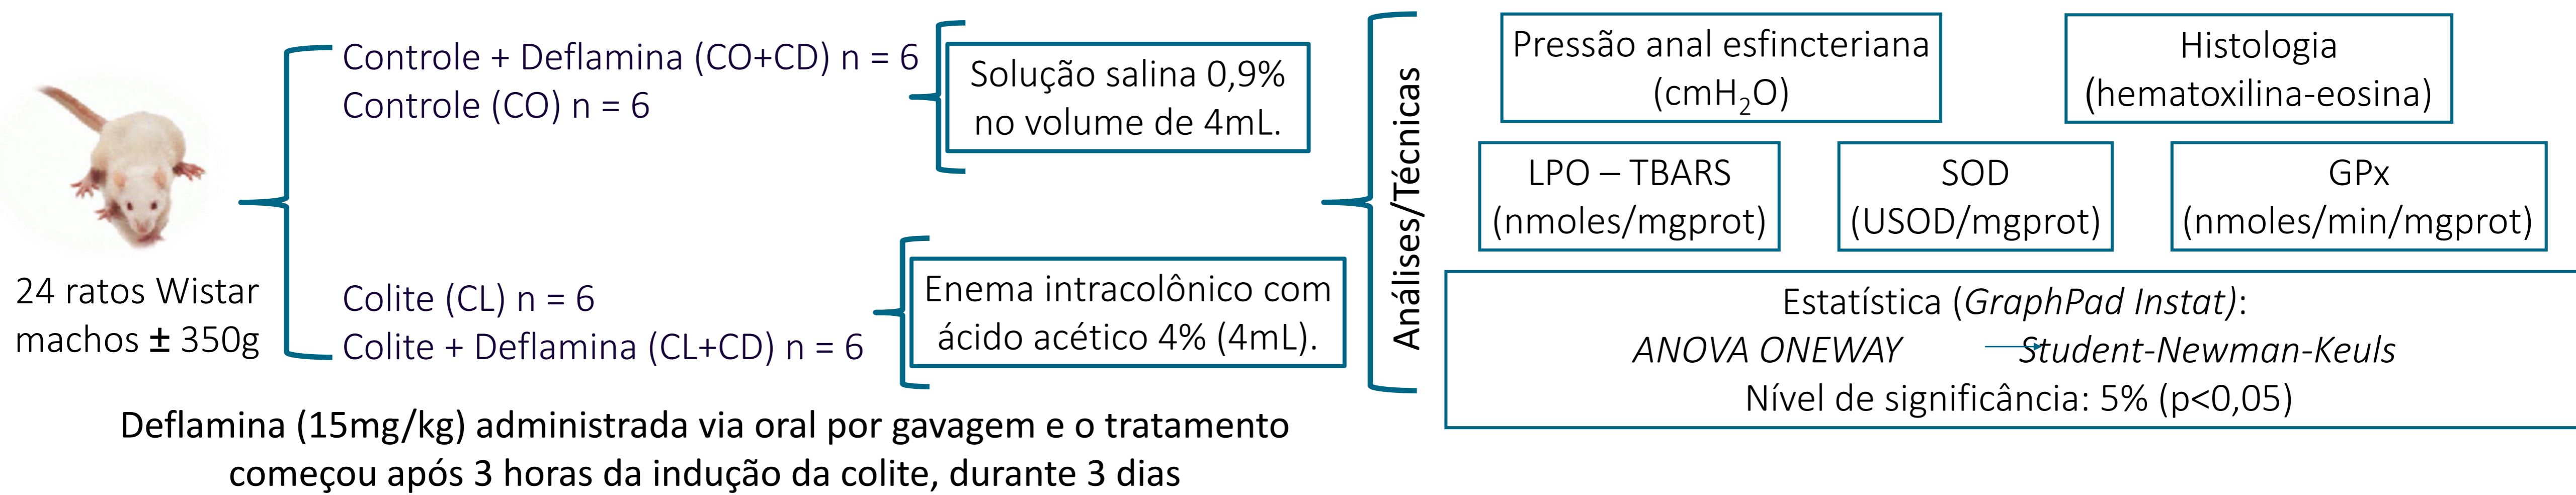 24 ratos Wistar
machos ± 350g
Controle + Deflamina (CO+CD) n = 6
Controle (CO) n = 6
Colite (CL) n = 6
Colite + Deflamina (CL+CD) n = 6
Solução salina 0,9%
no volume de 4mL.
Enema intracolônico com
ácido acético 4% (4mL).
Deflamina (15mg/kg) administrada via oral por gavagem e o tratamento
começou após 3 horas da indução da colite, durante 3 dias
Análises/Técnicas
Pressão anal esfincteriana
(cmH₂O)
Histologia
(hematoxilina-eosina)
LPO – TBARS
(nmoles/mgprot)
SOD
(USOD/mgprot)
GPx
(nmoles/min/mgprot)
Estatística (GraphPad Instat):
ANOVA ONEWAY Student-Newman-Keuls
Nível de significância: 5% (p<0,05)